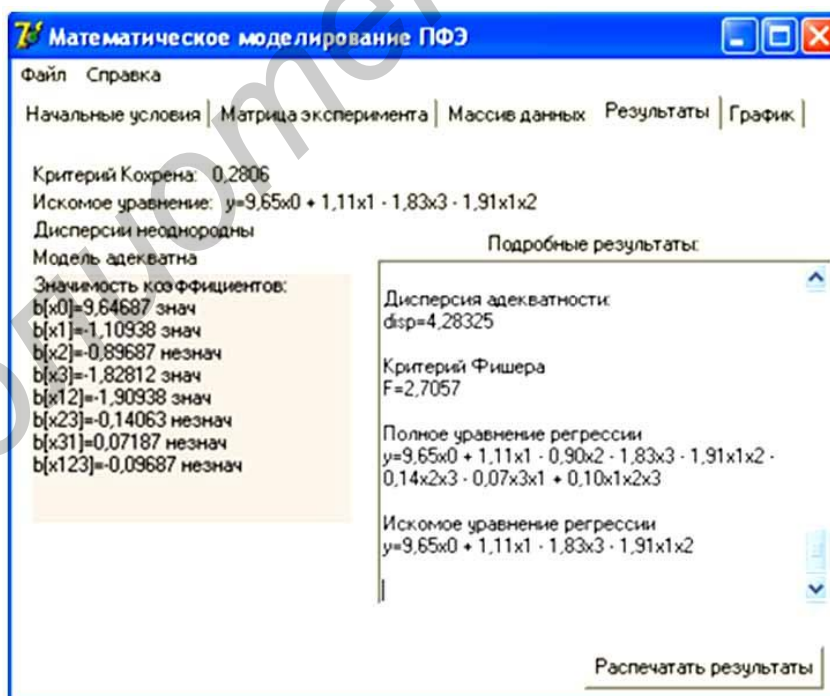 Математическое моделирование ПФЭ
Файл Справка
Начальные условия Матрица эксперимента Массив данных Результаты График
Критерий Кохрена: 0,2806
Искомое уравнение: y=9,65x0 + 1,11x1 - 1,83x3 - 1,91x1x2
Дисперсии неоднородны
Модель адекватна
Значимость коэффициентов:
b[x0]=9,64687 знач
b[x1]=-1,10938 знач
b[x2]=-0,89687 незнач
b[x3]=-1,82812 знач
b[x12]=-1,90938 знач
b[x23]=-0,14063 незнач
b[x31]=0,07187 незнач
b[x123]=-0,09687 незнач
Подробные результаты:
Дисперсия адекватности:
disp=4,28325
Критерий Фишера
F=2,7057
Полное уравнение регрессии
y=9,65x0 + 1,11x1 - 0,90x2 - 1,83x3 - 1,91x1x2 -
0,14x2x3 - 0,07x3x1 + 0,10x1x2x3
Искомое уравнение регрессии
y=9,65x0 + 1,11x1 - 1,83x3 - 1,91x1x2
Распечатать результаты